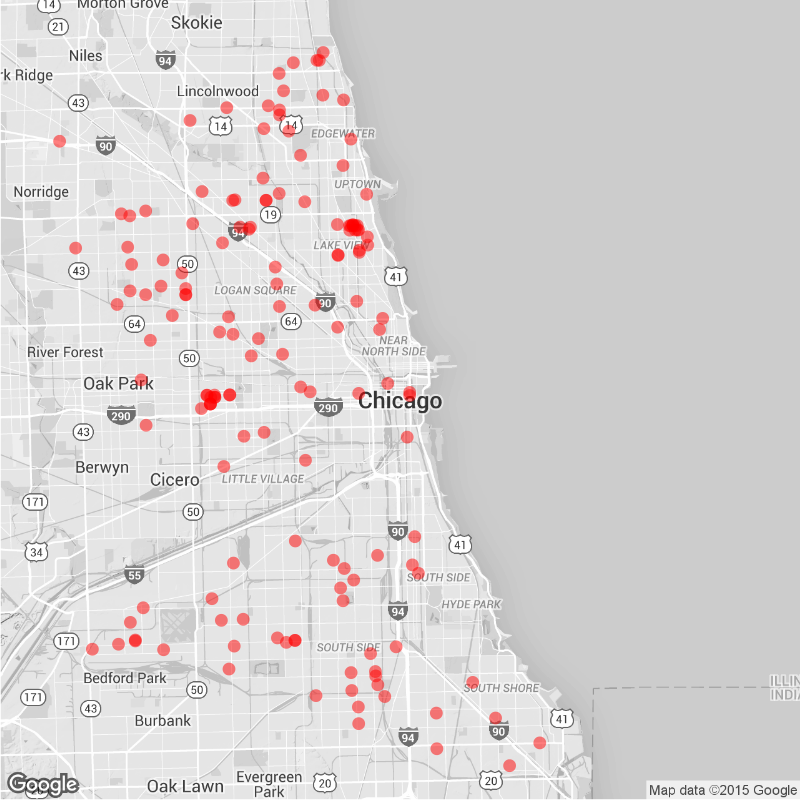 14
Morton Grove
21
Skokie
Niles
94
rk Ridge
Lincolnwood
43
14
14
EDGEWATER
90
Norridge
UPTOWN
19
94
LAKE VIEW
50
43
41
LOGAN SQUARE
90
64
64
NEAR
NORTH SIDE
River Forest
50
Oak Park
Chicago
290
290
43
Berwyn
Cicero
LITTLE VILLAGE
171
50
90
34
41
55
SOUTH SIDE
HYDE PARK
94
171
SOUTH SIDE
Bedford Park
SOUTH SHORE
ILLIN
INDIA
171
50
43
Burbank
41
90
94
Evergreen
Park
20
20
Oak Lawn
Google
Map data ©2015 Google